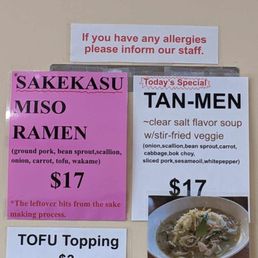 If you have any allergies
please inform our staff.
SAKEKASU
MISO
RAMEN
(ground pork, bean sprout,scallion,
onion, carrot, tofu, wakame)
$17
*The leftover bits from the sake
making process.
Today's Special
TAN-MEN
~clear salt flavor soup
w/stir-fried veggie
(onion,scallion,bean sprout,carrot,
cabbage,bok choy,
sliced pork,sesameoil,whitepepper)
$17
TOFU Topping